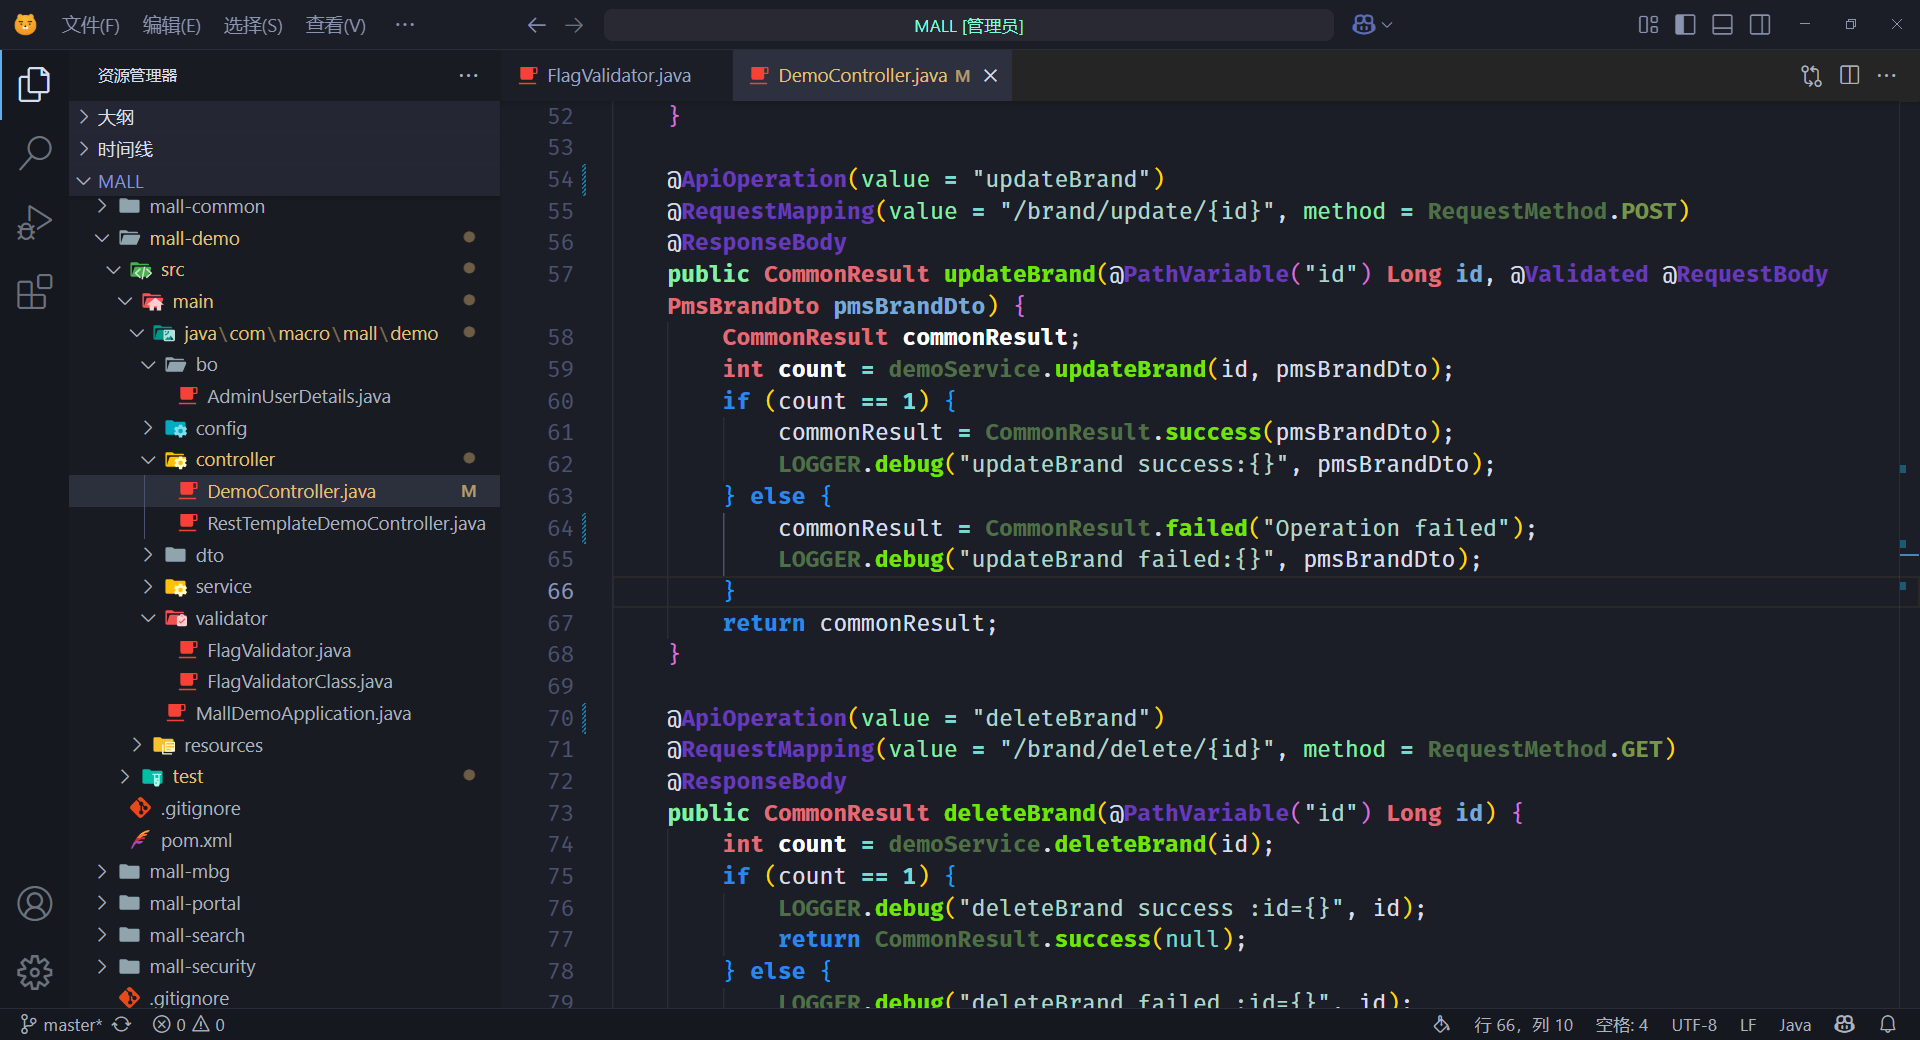 文件(F) 编辑(E) 选择(S) 查看(V) ···
MALL [管理员]
资源管理器
大纲
时间线
MALL
mall-common
mall-demo
src
main
java\com\macro\mall\demo
bo
AdminUserDetails.java
config
controller
DemoController.java M
RestTemplateDemoController.java
dto
service
validator
FlagValidator.java
FlagValidatorClass.java
MallDemoApplication.java
resources
test
.gitignore
pom.xml
mall-mbg
mall-portal
mall-search
mall-security
.gitignore
FlagValidator.java
DemoController.java M
52 }
53
54 @ApiOperation(value = "updateBrand")
55 @RequestMapping(value = "/brand/update/{id}", method = RequestMethod.POST)
56 @ResponseBody
57 public CommonResult updateBrand(@PathVariable("id") Long id, @Validated @RequestBody
PmsBrandDto pmsBrandDto) {
58 CommonResult commonResult;
59 int count = demoService.updateBrand(id, pmsBrandDto);
60 if (count == 1) {
61 commonResult = CommonResult.success(pmsBrandDto);
62 LOGGER.debug("updateBrand success:{}", pmsBrandDto);
63 } else {
64 commonResult = CommonResult.failed("Operation failed");
65 LOGGER.debug("updateBrand failed:{}", pmsBrandDto);
66 }
67 return commonResult;
68 }
69
70 @ApiOperation(value = "deleteBrand")
71 @RequestMapping(value = "/brand/delete/{id}", method = RequestMethod.GET)
72 @ResponseBody
73 public CommonResult deleteBrand(@PathVariable("id") Long id) {
74 int count = demoService.deleteBrand(id);
75 if (count == 1) {
76 LOGGER.debug("deleteBrand success :id={}", id);
77 return CommonResult.success(null);
78 } else {
79 LOGGER.debug("deleteBrand failed :id={}", id);
master* 0 0
行 66, 列 10 空格: 4 UTF-8 LF Java